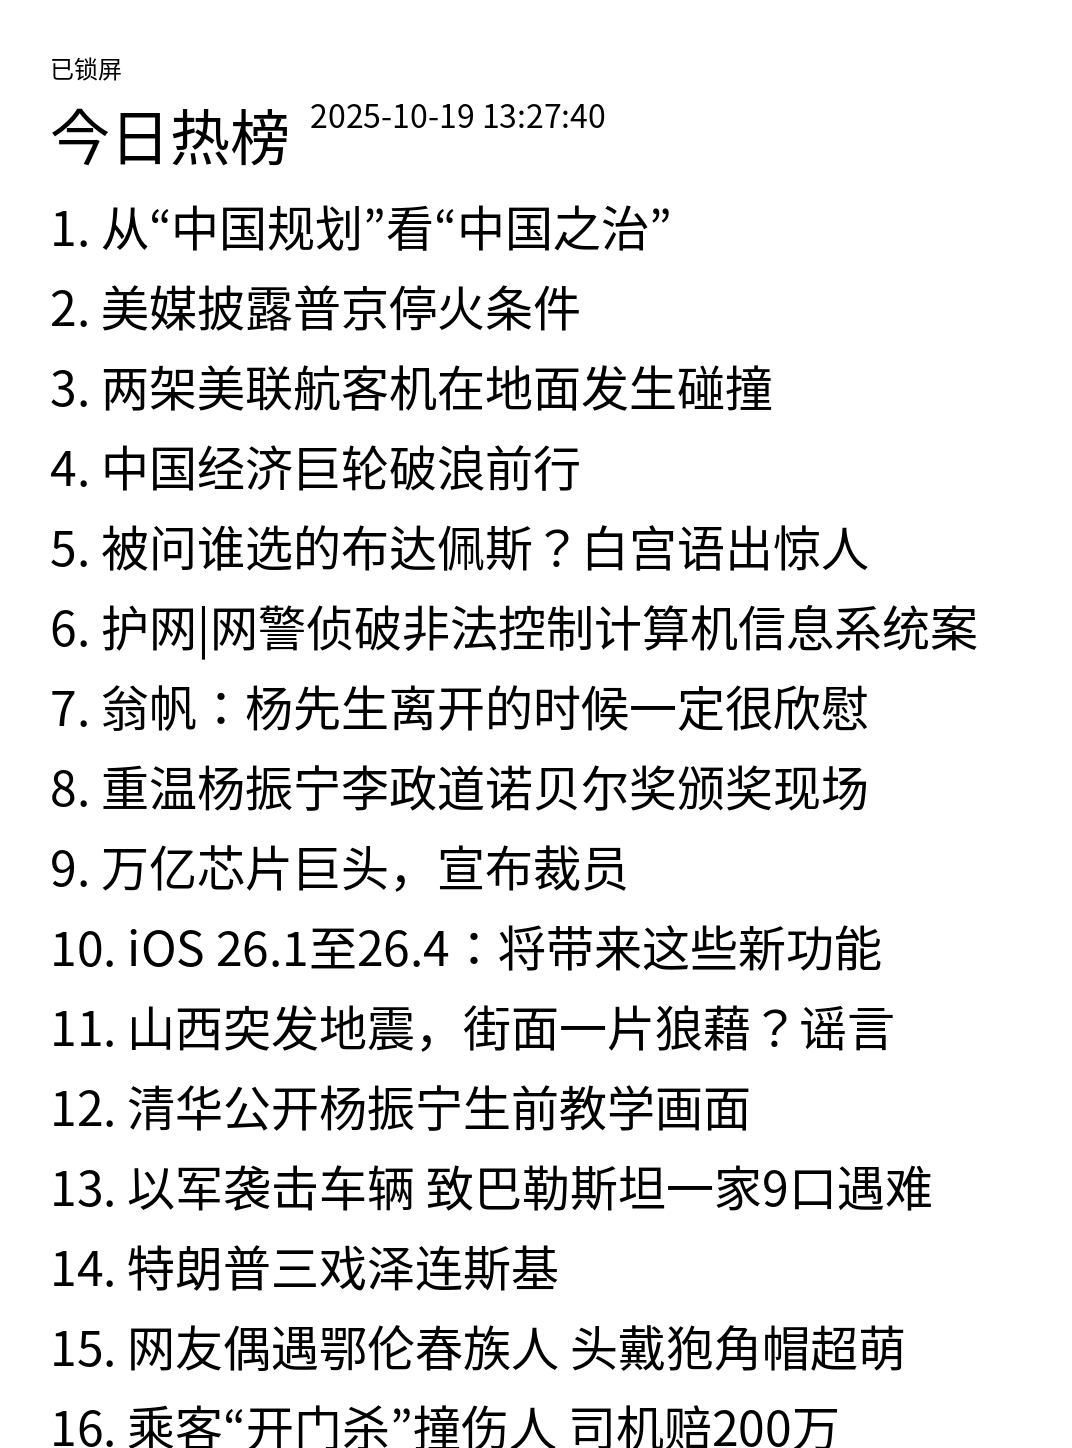 已锁屏
今日热榜 2025-10-19 13:27:40
1. 从“中国规划”看“中国之治”
2. 美媒披露普京停火条件
3. 两架美联航客机在地面发生碰撞
4. 中国经济巨轮破浪前行
5. 被问谁选的布达佩斯？白宫语出惊人
6. 护网|网警侦破非法控制计算机信息系统案
7. 翁帆：杨先生离开的时候一定很欣慰
8. 重温杨振宁李政道诺贝尔奖颁奖现场
9. 万亿芯片巨头，宣布裁员
10. iOS 26.1至26.4：将带来这些新功能
11. 山西突发地震，街面一片狼藉？谣言
12. 清华公开杨振宁生前教学画面
13. 以军袭击车辆 致巴勒斯坦一家9口遇难
14. 特朗普三戏泽连斯基
15. 网友偶遇鄂伦春族人 头戴狍角帽超萌
16. 乘客“开门杀”撞伤人 司机赔200万